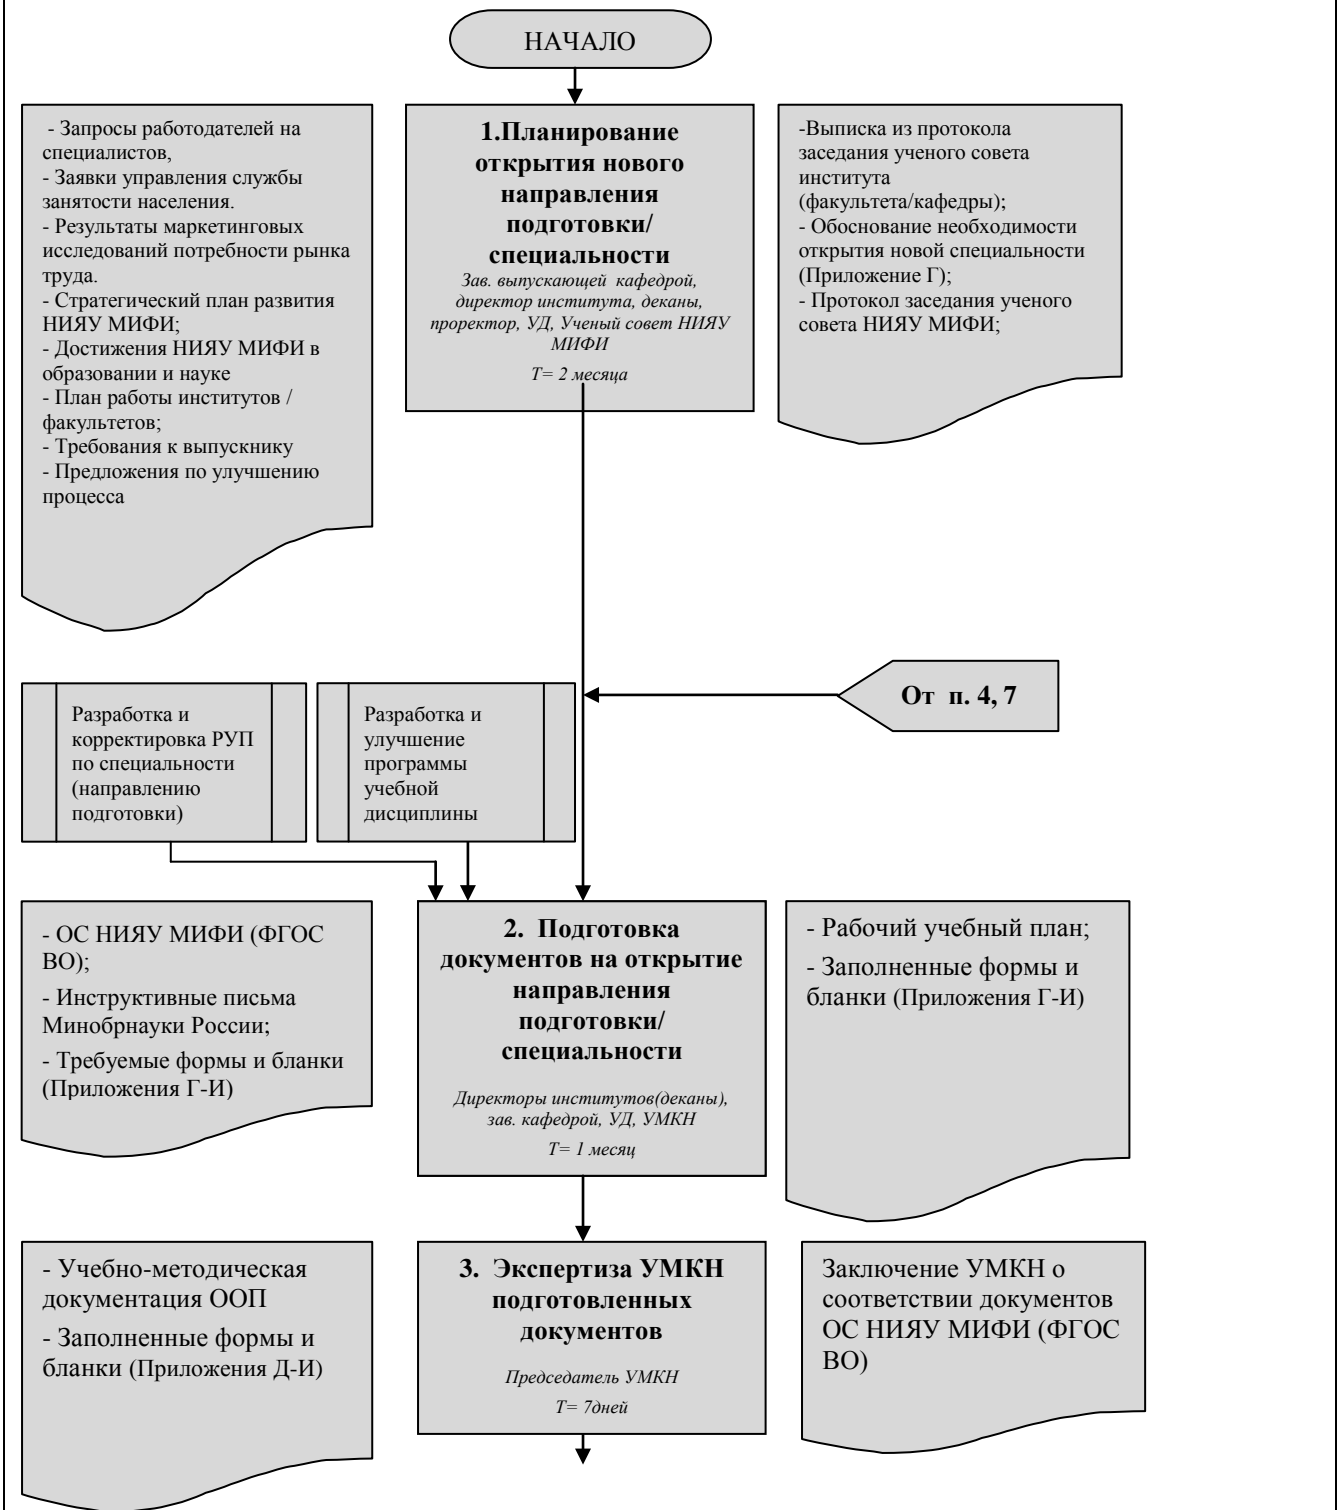 НАЧАЛО
- Запросы работодателей на
специалистов,
- Заявки управления службы
занятости населения.
- Результаты маркетинговых
исследований потребности рынка
труда.
- Стратегический план развития
НИЯУ МИФИ;
- Достижения НИЯУ МИФИ в
образовании и науке
- План работы институтов /
факультетов;
- Требования к выпускнику
- Предложения по улучшению
процесса
1.Планирование
открытия нового
направления
подготовки/
специальности
Зав. выпускающей кафедрой,
директор института, деканы,
проректор, УД, Ученый совет НИЯУ
МИФИ
Т= 2 месяца
-Выписка из протокола
заседания ученого совета
института
(факультета/кафедры);
- Обоснование необходимости
открытия новой специальности
(Приложение Г);
- Протокол заседания ученого
совета НИЯУ МИФИ;
От п. 4, 7
Разработка и
корректировка РУП
по специальности
(направлению
подготовки)
Разработка и
улучшение
программы
учебной
дисциплины
- ОС НИЯУ МИФИ (ФГОС
ВО);
- Инструктивные письма
Минобрнауки России;
- Требуемые формы и бланки
(Приложения Г-И)
2. Подготовка
документов на открытие
направления
подготовки/
специальности
Директоры институтов(деканы),
зав. кафедрой, УД, УМКН
Т= 1 месяц
- Рабочий учебный план;
- Заполненные формы и
бланки (Приложения Г-И)
- Учебно-методическая
документация ООП
- Заполненные формы и
бланки (Приложения Д-И)
3. Экспертиза УМКН
подготовленных
документов
Председатель УМКН
Т= 7дней
Заключение УМКН о
соответствии документов
ОС НИЯУ МИФИ (ФГОС
ВО)